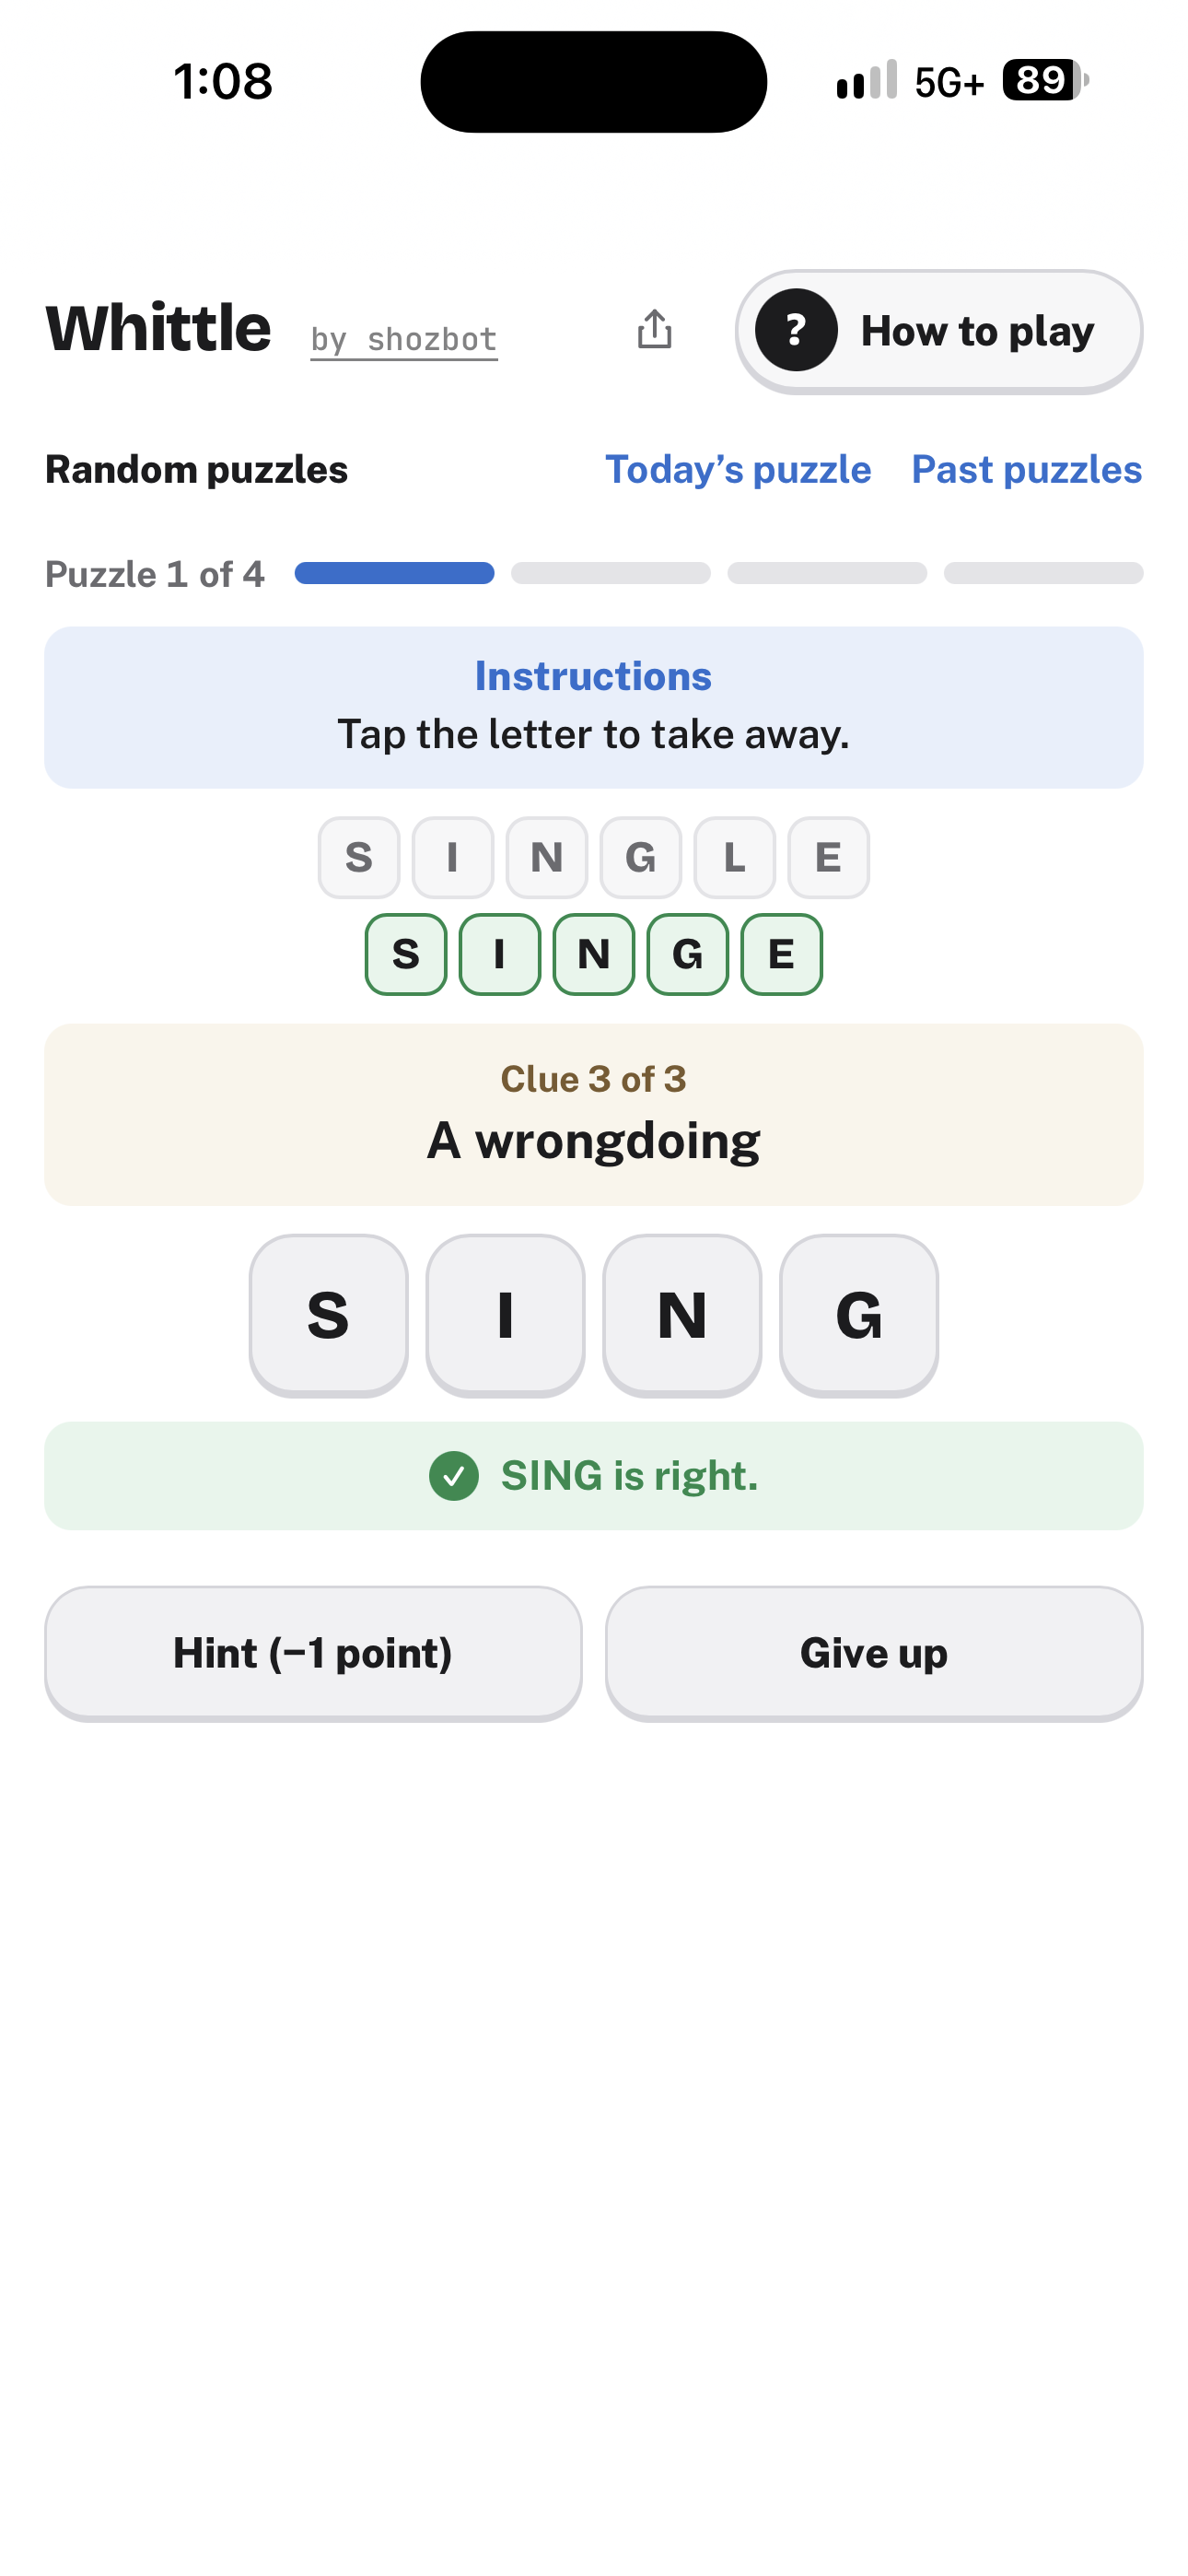 1:08 5G+ 89
Whittle by shozbot ? How to play
Random puzzles Today’s puzzle Past puzzles
Puzzle 1 of 4
Instructions
Tap the letter to take away.
S I N G L E
S I N G E
Clue 3 of 3
A wrongdoing
S I N G
SING is right.
Hint (−1 point) Give up